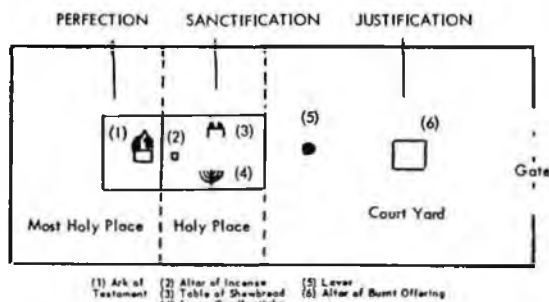 PERFECTION SANCTIFICATION JUSTIFICATION
(1) (2) (3) (5) (6)
(4)
Gate
Most Holy Place Holy Place Court Yard
(1) Ark of (2) Altar of Incense (5) Laver
Testament (3) Table of Shewbread (6) Altar of Burnt Offering